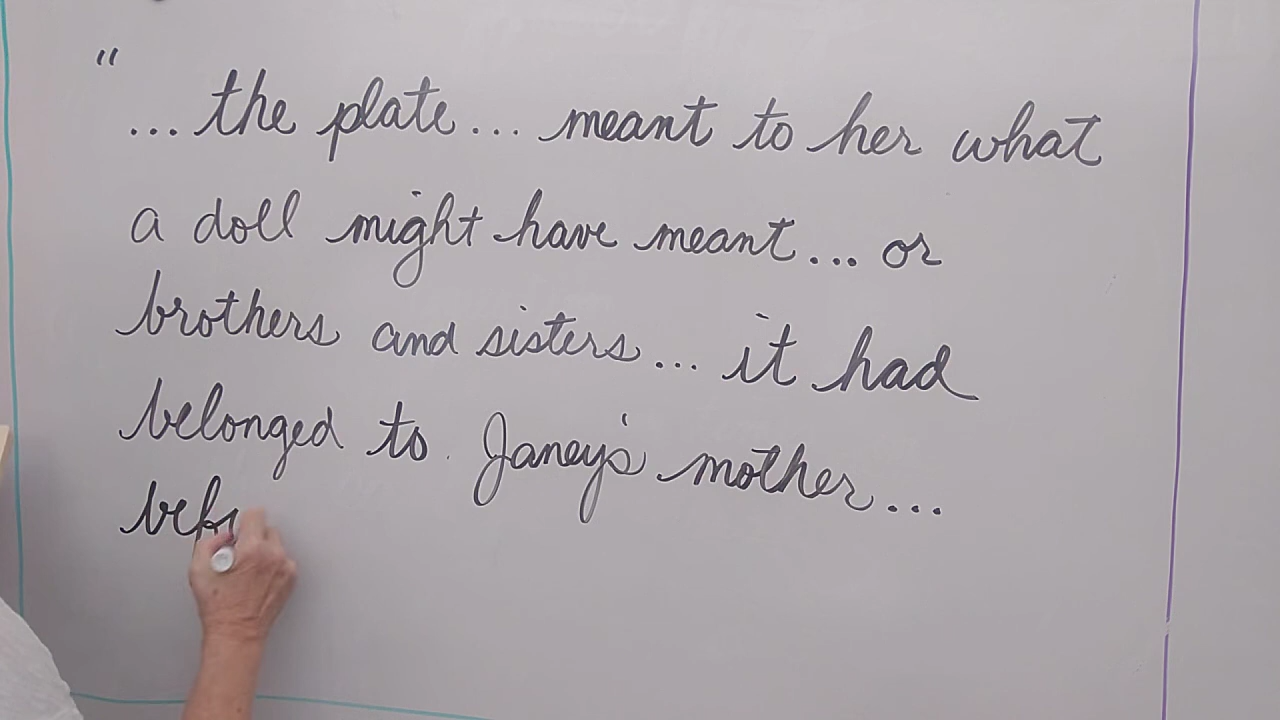 "
... the plate... meant to her what
a doll might have meant... or
brothers and sisters... it had
belonged to Janey's mother...